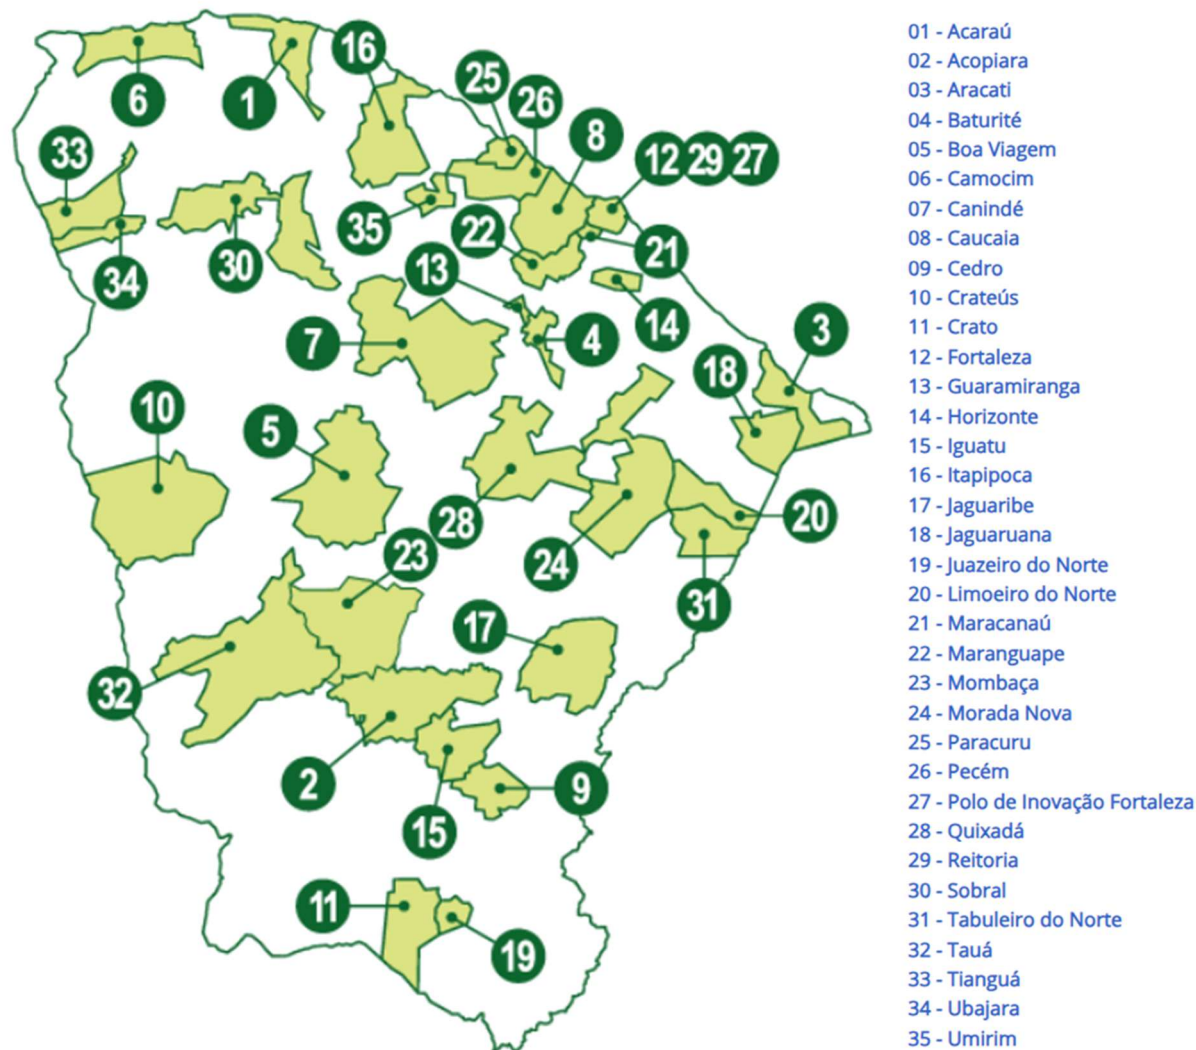 6
1
16
25
26
8
12 29 27
33
35
22
21
34
30
13
14
7
4
3
18
10
5
28
20
23
24
31
17
32
2
9
15
11
19
01 - Acaraú
02 - Acopiara
03 - Aracati
04 - Baturité
05 - Boa Viagem
06 - Camocim
07 - Canindé
08 - Caucaia
09 - Cedro
10 - Crateús
11 - Crato
12 - Fortaleza
13 - Guaramiranga
14 - Horizonte
15 - Iguatu
16 - Itapipoca
17 - Jaguaribe
18 - Jaguaruana
19 - Juazeiro do Norte
20 - Limoeiro do Norte
21 - Maracanaú
22 - Maranguape
23 - Mombaça
24 - Morada Nova
25 - Paracuru
26 - Pecém
27 - Polo de Inovação Fortaleza
28 - Quixadá
29 - Reitoria
30 - Sobral
31 - Tabuleiro do Norte
32 - Tauá
33 - Tianguá
34 - Ubajara
35 - Umirim